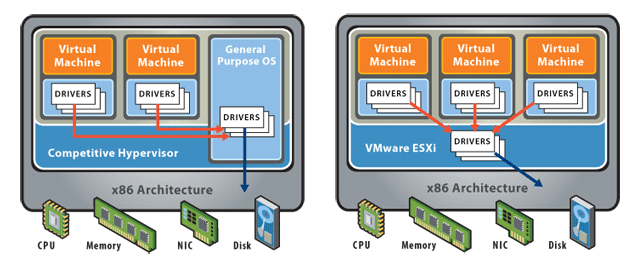 Virtual
Machine
Virtual
Machine
General
Purpose OS
DRIVERS
DRIVERS
DRIVERS
Competitive Hypervisor
x86 Architecture
CPU
Memory
NIC
Disk
Virtual
Machine
Virtual
Machine
Virtual
Machine
DRIVERS
DRIVERS
DRIVERS
DRIVERS
VMware ESXi
x86 Architecture
CPU
Memory
NIC
Disk